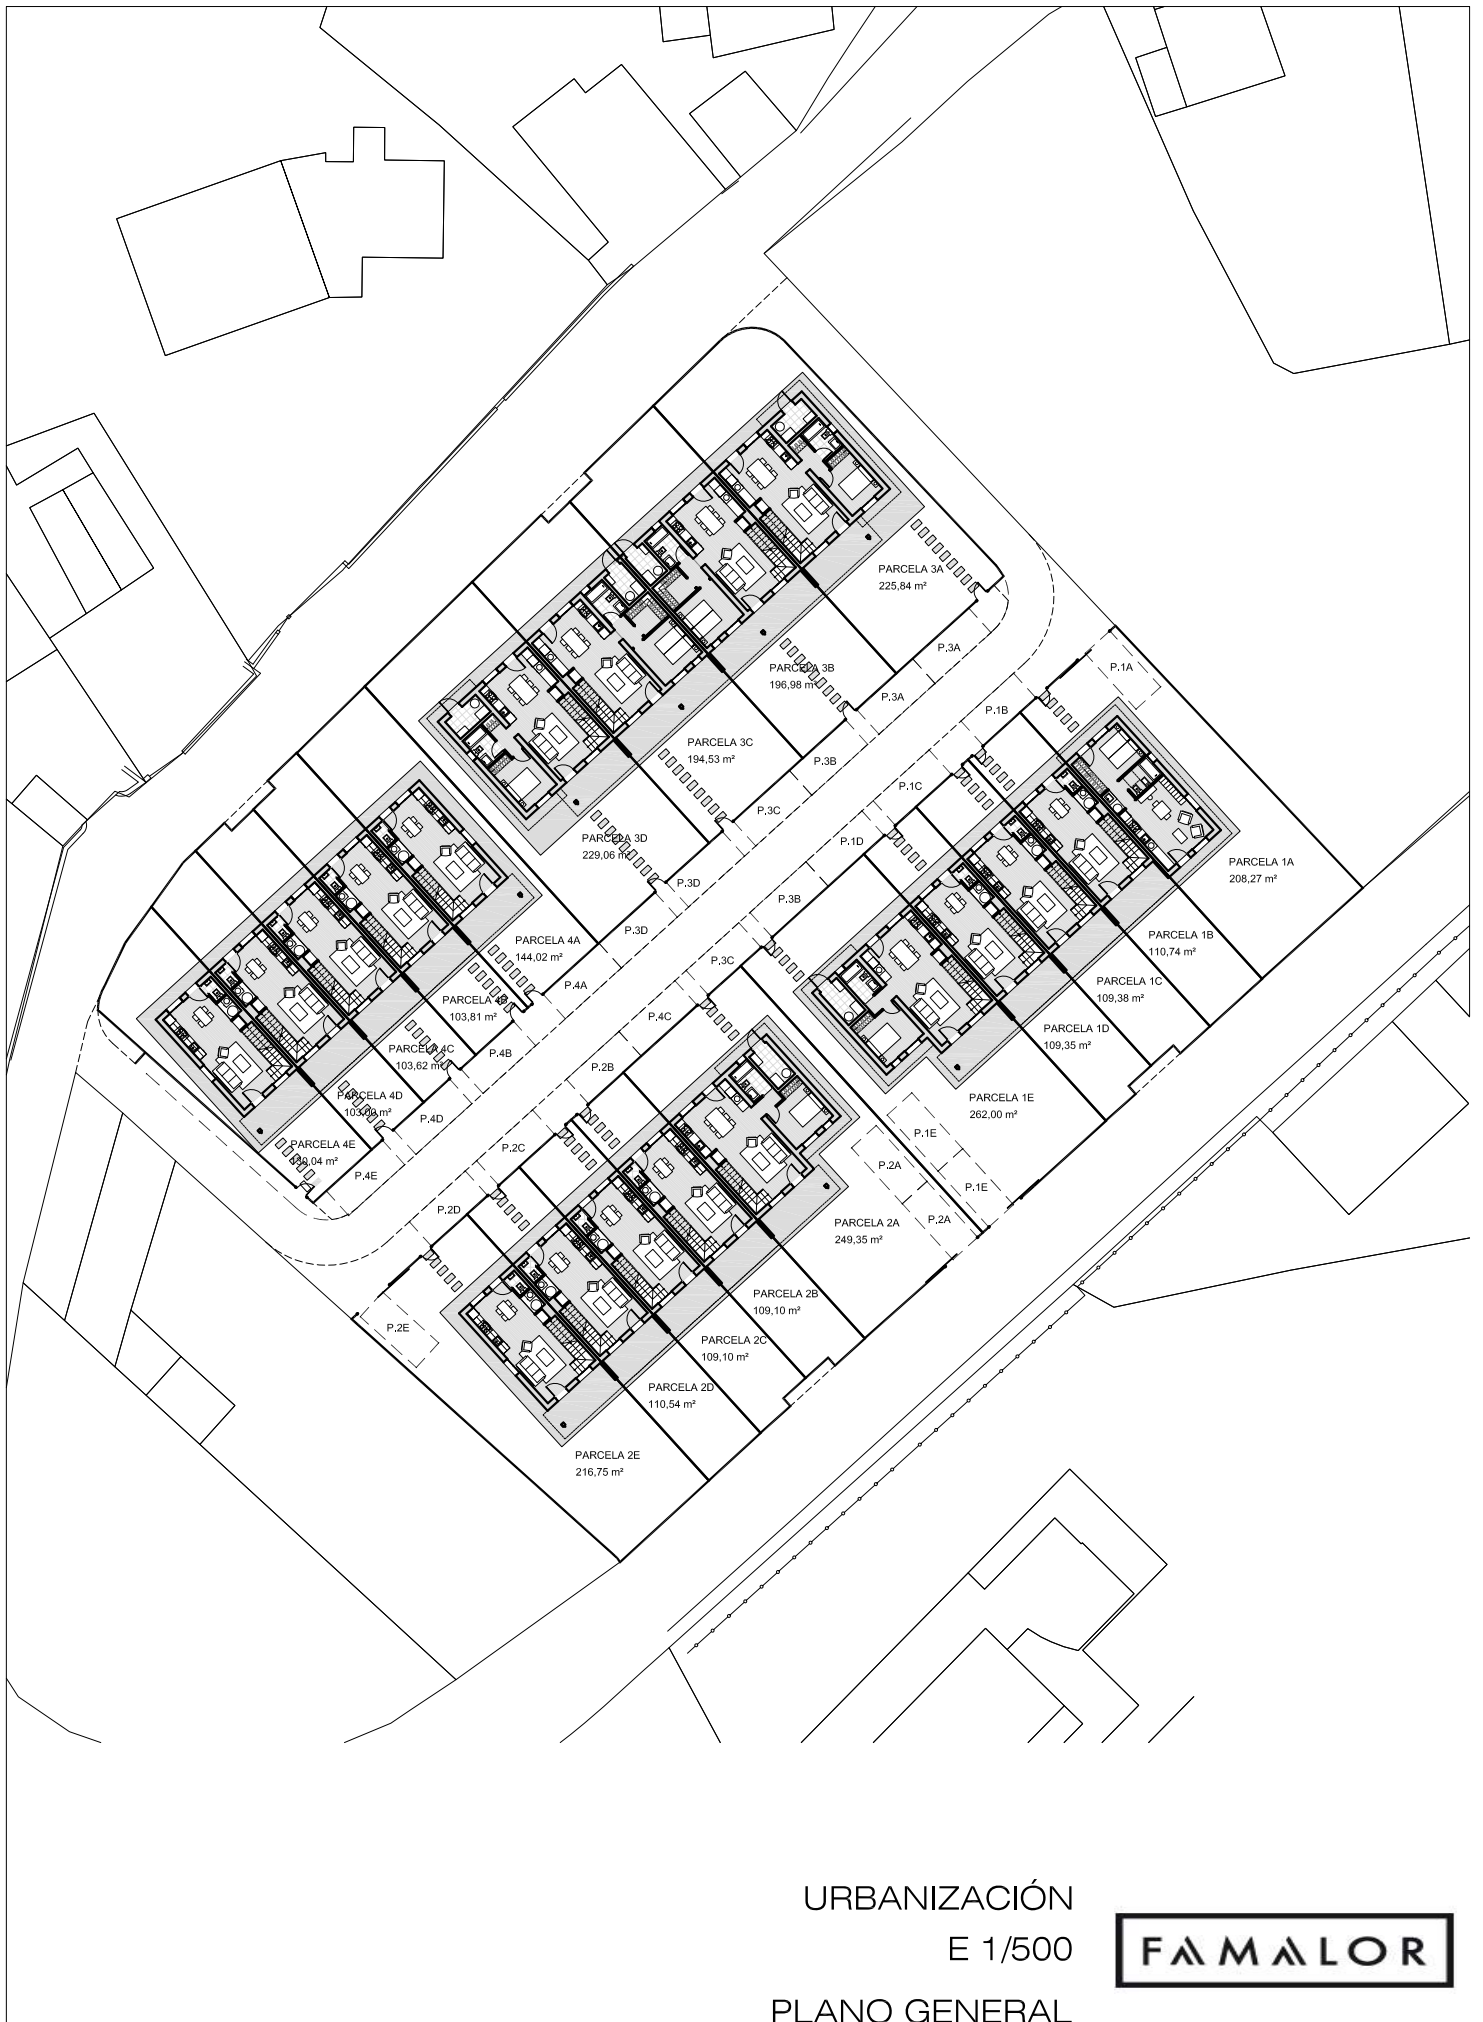 PARCELA 3A
225,84 m²
P.3A
PARCELA 3B
196,98 m²
P.1A
P.3A
P.1B
PARCELA 3C
194,53 m²
P.3B
P.1C
P.3C
PARCELA 3D
229,06 m²
P.1D
PARCELA 1A
208,27 m²
P.3D
P.3B
P.3D
PARCELA 1B
110,74 m²
PARCELA 4A
144,02 m²
P.3C
PARCELA 1C
109,38 m²
P.4A
103,81 m²
P.4C
PARCELA 1D
109,35 m²
PARCELA 4C
103,62 m²
P.4B
P.2B
PARCELA 4D
PARCELA 1E
262,00 m²
P.4D
P.1E
PARCELA 4E
P.2C
P.2A
P.4E
P.1E
P.2D
P.2A
PARCELA 2A
249,35 m²
PARCELA 2B
109,10 m²
P.2E
PARCELA 2C
109,10 m²
PARCELA 2D
110,54 m²
PARCELA 2E
216,75 m²
URBANIZACIÓN
E 1/500
PLANO GENERAL
FAMALOR